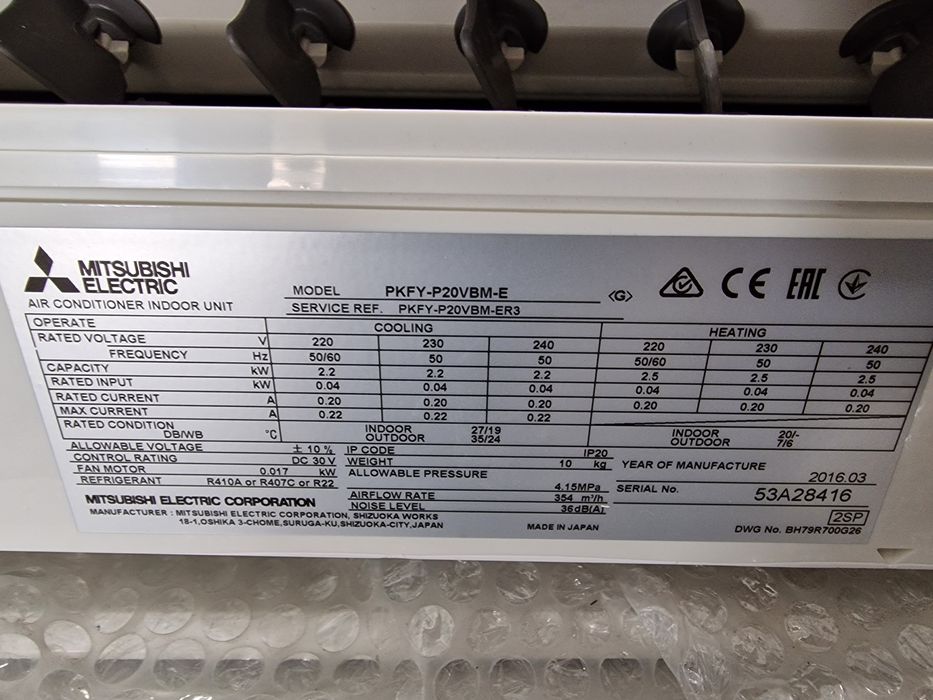 MITSUBISHI
ELECTRIC
AIR CONDITIONER INDOOR UNIT
MODEL PKFY-P20VBM-E
SERVICE REF. PKFY-P20VBM-ER3
<G>
CE EAC
OPERATE COOLING HEATING
RATED VOLTAGE V 220 230 240 220 230 240
FREQUENCY Hz 50/60 50 50 50/60 50 50
CAPACITY kW 2.2 2.2 2.2 2.5 2.5 2.5
RATED INPUT kW 0.04 0.04 0.04 0.04 0.04 0.04
RATED CURRENT A 0.20 0.20 0.20 0.20 0.20 0.20
MAX CURRENT A 0.22 0.22 0.22
RATED CONDITION INDOOR 27/19 INDOOR 20/-
DB/WB °C OUTDOOR 35/24 OUTDOOR 7/6
ALLOWABLE VOLTAGE ± 10 % IP CODE IP20
CONTROL RATING DC 30 V WEIGHT 10 kg
FAN MOTOR 0.017 kW ALLOWABLE PRESSURE
REFRIGERANT R410A or R407C or R22 4.15MPa
AIRFLOW RATE 354 m³/h
NOISE LEVEL 36dB(A)
YEAR OF MANUFACTURE 2016.03
SERIAL No. 53A28416
2SP
DWG No. BH79R700G26
MITSUBISHI ELECTRIC CORPORATION
MANUFACTURER : MITSUBISHI ELECTRIC CORPORATION, SHIZUOKA WORKS
18-1,OSHIKA 3-CHOME,SURUGA-KU,SHIZUOKA-CITY,JAPAN
MADE IN JAPAN